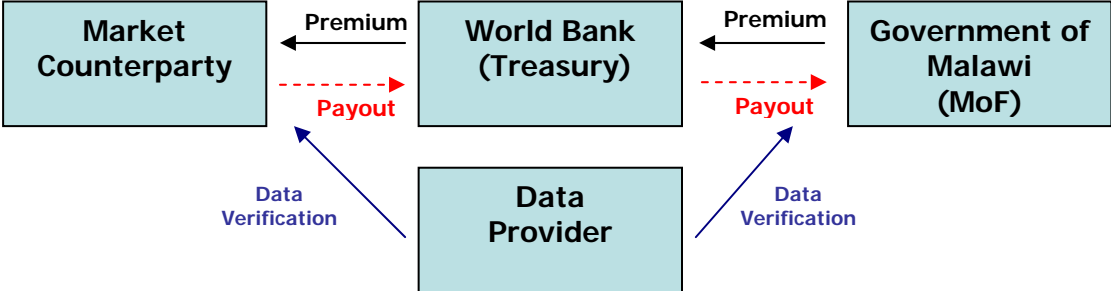 Market
Counterparty
Premium
Payout
World Bank
(Treasury)
Premium
Payout
Government of
Malawi
(MoF)
Data
Verification
Data
Provider
Data
Verification